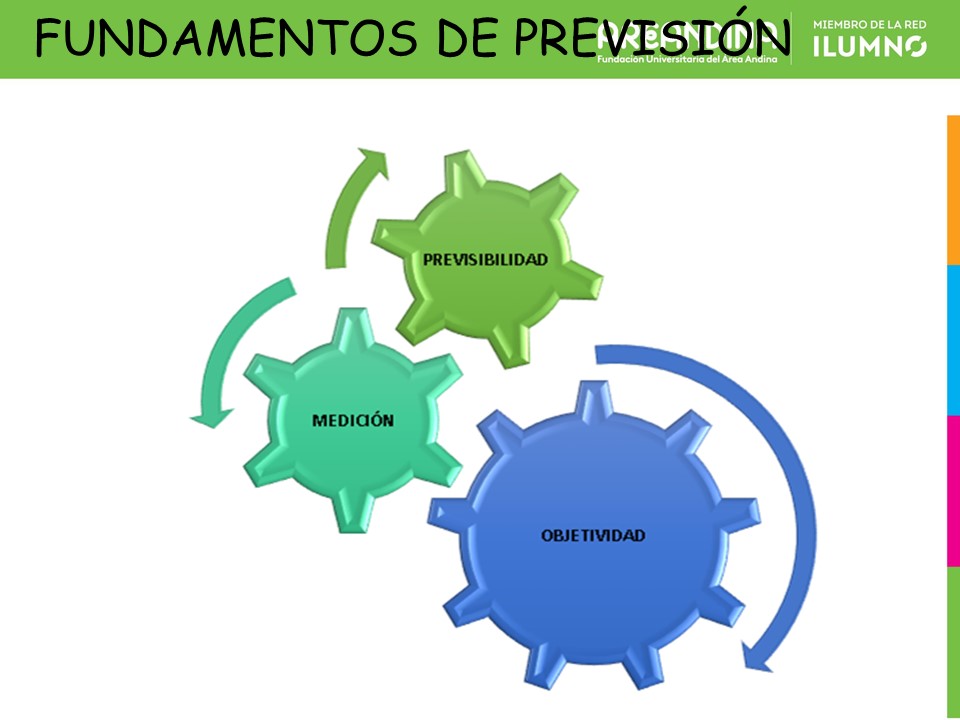 FUNDAMENTOS DE PREVISIÓN
AREANDINA
Fundación Universitaria del Área Andina
MIEMBRO DE LA RED
ILUMNO
PREVISIBILIDAD
MEDICIÓN
OBJETIVIDAD